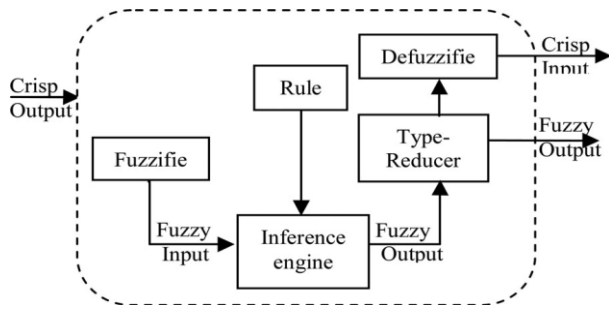 Crisp
Output
Fuzzifie
Fuzzy
Input
Rule
Inference
engine
Fuzzy
Output
Type-
Reducer
Defuzzifie
Crisp
Input
Fuzzy
Output